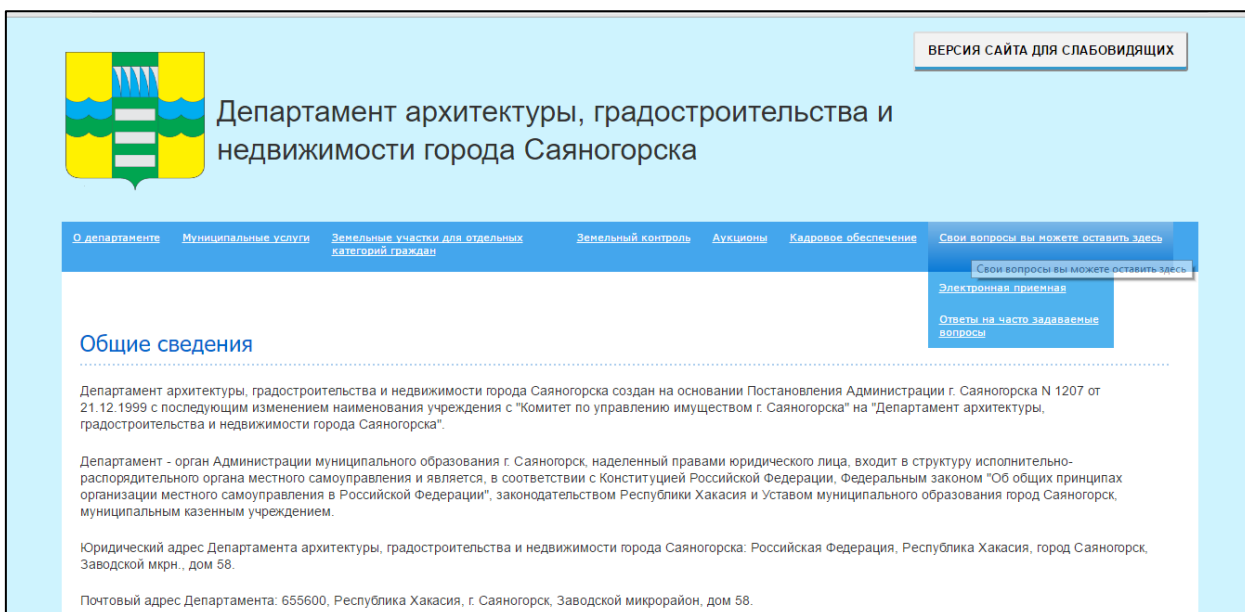 ВЕРСИЯ САЙТА ДЛЯ СЛАБОВИДЯЩИХ
Департамент архитектуры, градостроительства и
недвижимости города Саяногорска
О департаменте Муниципальные услуги Земельные участки для отдельных Земельный контроль Аукционы Кадровое обеспечение Свои вопросы вы можете оставить здесь
категорий граждан
Свои вопросы вы можете оставить здесь
Электронная приемная
Ответы на часто задаваемые
вопросы
Общие сведения
Департамент архитектуры, градостроительства и недвижимости города Саяногорска создан на основании Постановления Администрации г. Саяногорска N 1207 от
21.12.1999 с последующим изменением наименования учреждения с "Комитет по управлению имуществом г. Саяногорска" на "Департамент архитектуры,
градостроительства и недвижимости города Саяногорска".
Департамент - орган Администрации муниципального образования г. Саяногорск, наделенный правами юридического лица, входит в структуру исполнительно-
распорядительного органа местного самоуправления и является, в соответствии с Конституцией Российской Федерации, Федеральным законом "Об общих принципах
организации местного самоуправления в Российской Федерации", законодательством Республики Хакасия и Уставом муниципального образования город Саяногорск,
муниципальным казенным учреждением.
Юридический адрес Департамента архитектуры, градостроительства и недвижимости города Саяногорска: Российская Федерация, Республика Хакасия, город Саяногорск,
Заводской мкрн., дом 58.
Почтовый адрес Департамента: 655600, Республика Хакасия, г. Саяногорск, Заводской микрорайон, дом 58.